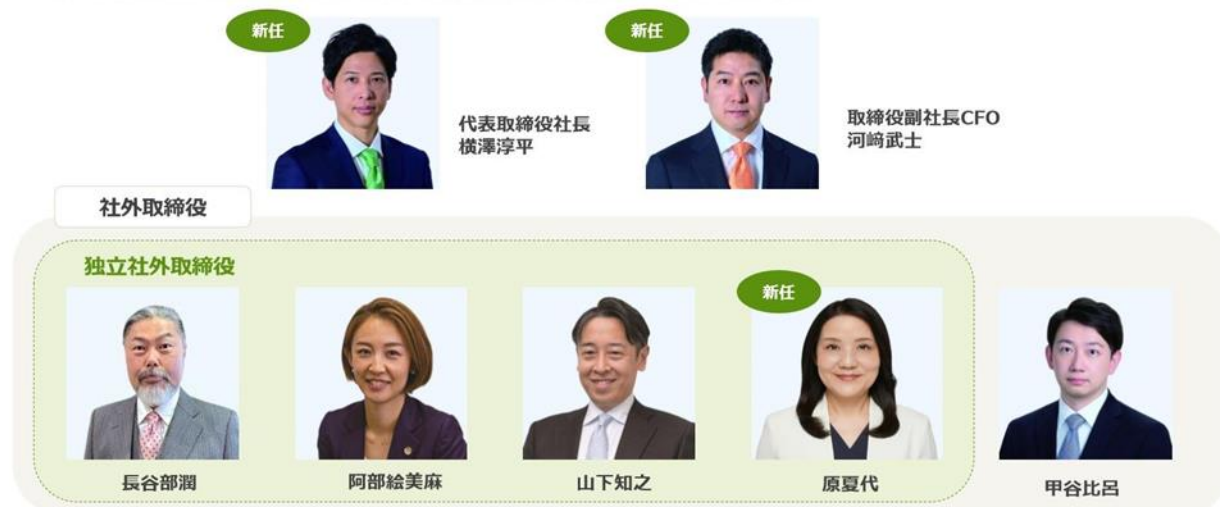 新任
代表取締役社長
横澤淳平
新任
取締役副社長CFO
河﨑武士
社外取締役
独立社外取締役
新任
長谷部潤
阿部絵美麻
山下知之
原夏代
甲谷比呂